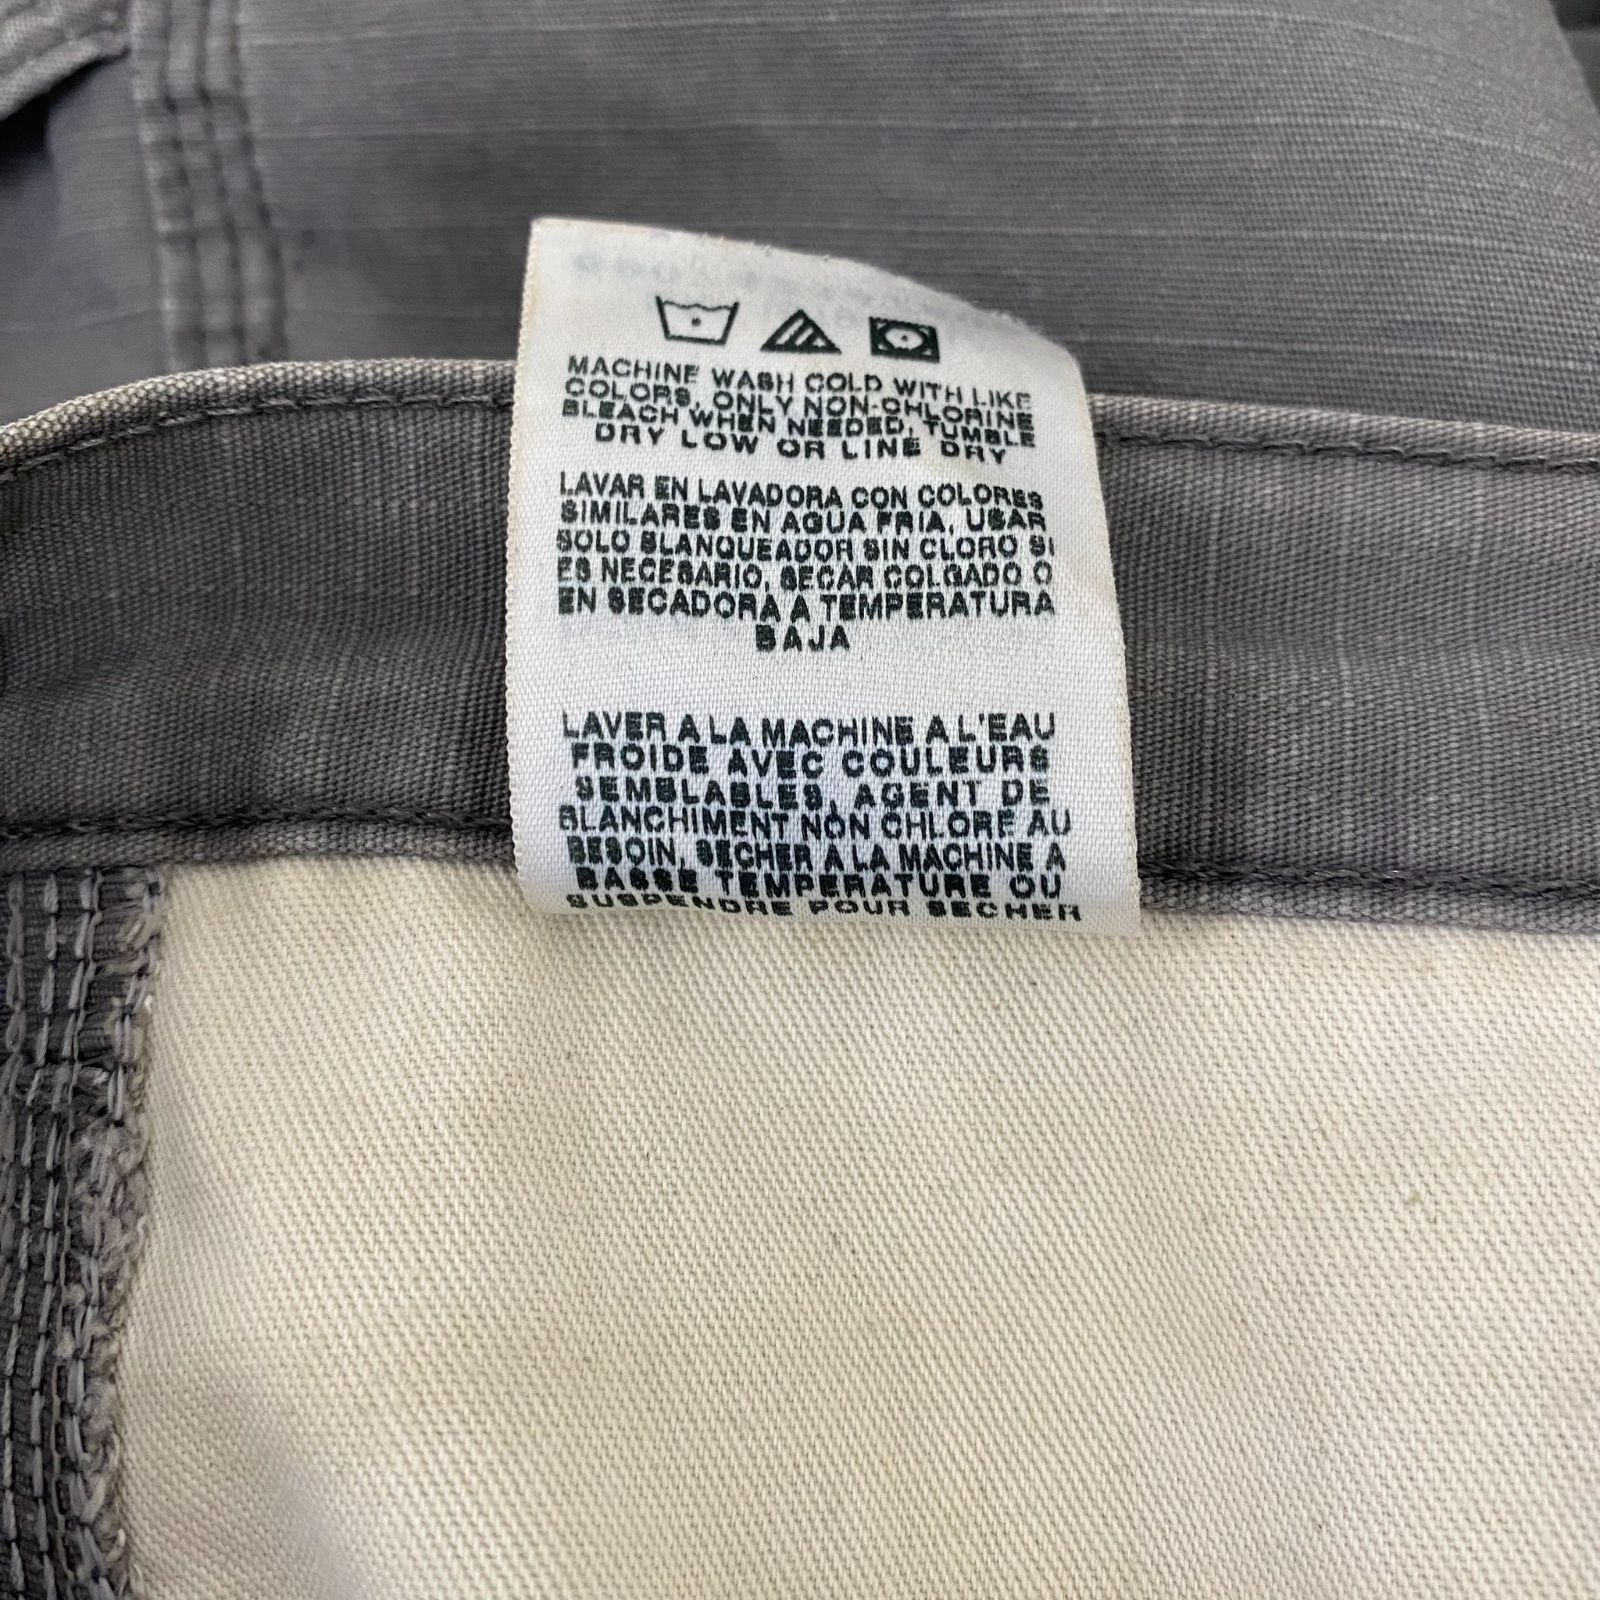 MACHINE WASH COLD WITH LIKE
COLORS, ONLY NON-CHLORINE
BLEACH WHEN NEEDED, TUMBLE
DRY LOW OR LINE DRY
LAVAR EN LAVADORA CON COLORES
SIMILARES EN AGUA FRIA, USAR
SOLO BLANQUEADOR SIN CLORO SI
ES NECESARIO, SECAR COLGADO O
EN SECADORA A TEMPERATURA
BAJA
LAVER A LA MACHINE A L'EAU
FROIDE AVEC COULEURS
SEMBLABLES, AGENT DE
BLANCHIMENT NON CHLORE AU
BESOIN, SECHER A LA MACHINE A
BASSE TEMPERATURE OU
SUSPENDRE POUR SECHER